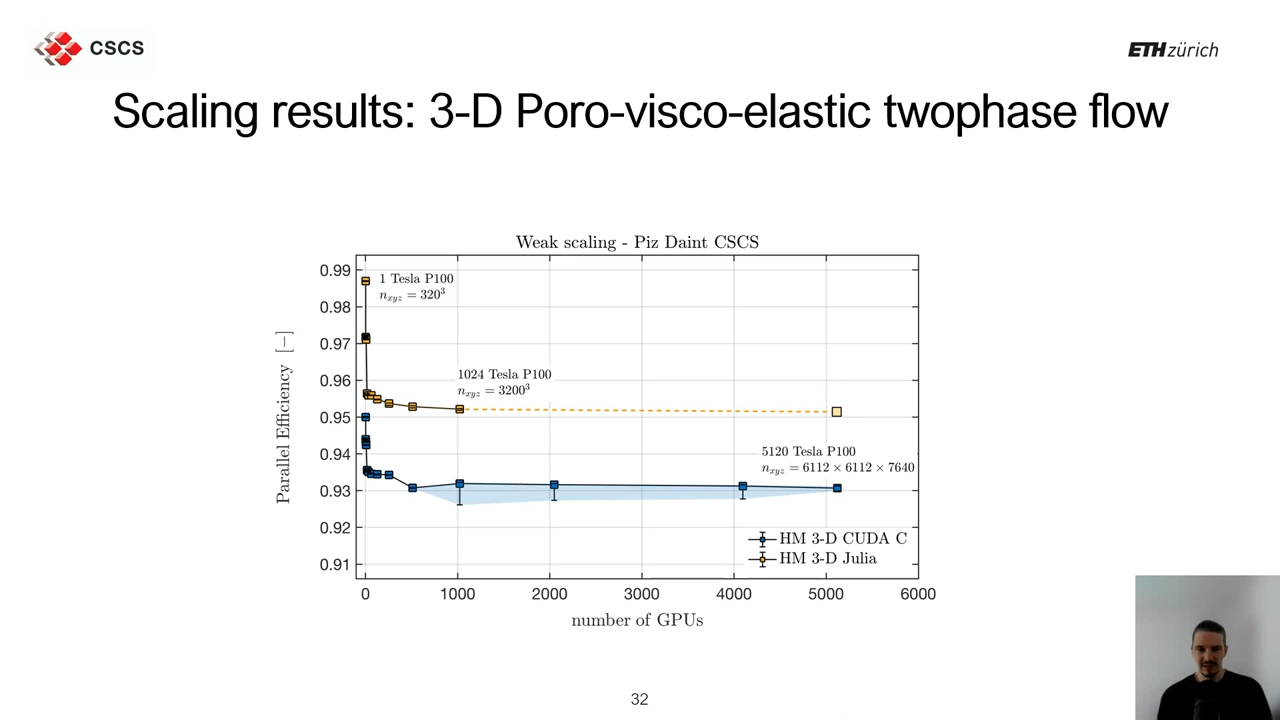 CSCS
ETH zürich
Scaling results: 3-D Poro-visco-elastic twophase flow
Weak scaling - Piz Daint CSCS
0.99
0.98
0.97
0.96
0.95
0.94
0.93
0.92
0.91
Parallel Efficiency [−]
1 Tesla P100
nxyz = 320³
1024 Tesla P100
nxyz = 3200³
5120 Tesla P100
nxyz = 6112 × 6112 × 7640
HM 3-D CUDA C
HM 3-D Julia
0 1000 2000 3000 4000 5000 6000
number of GPUs
32